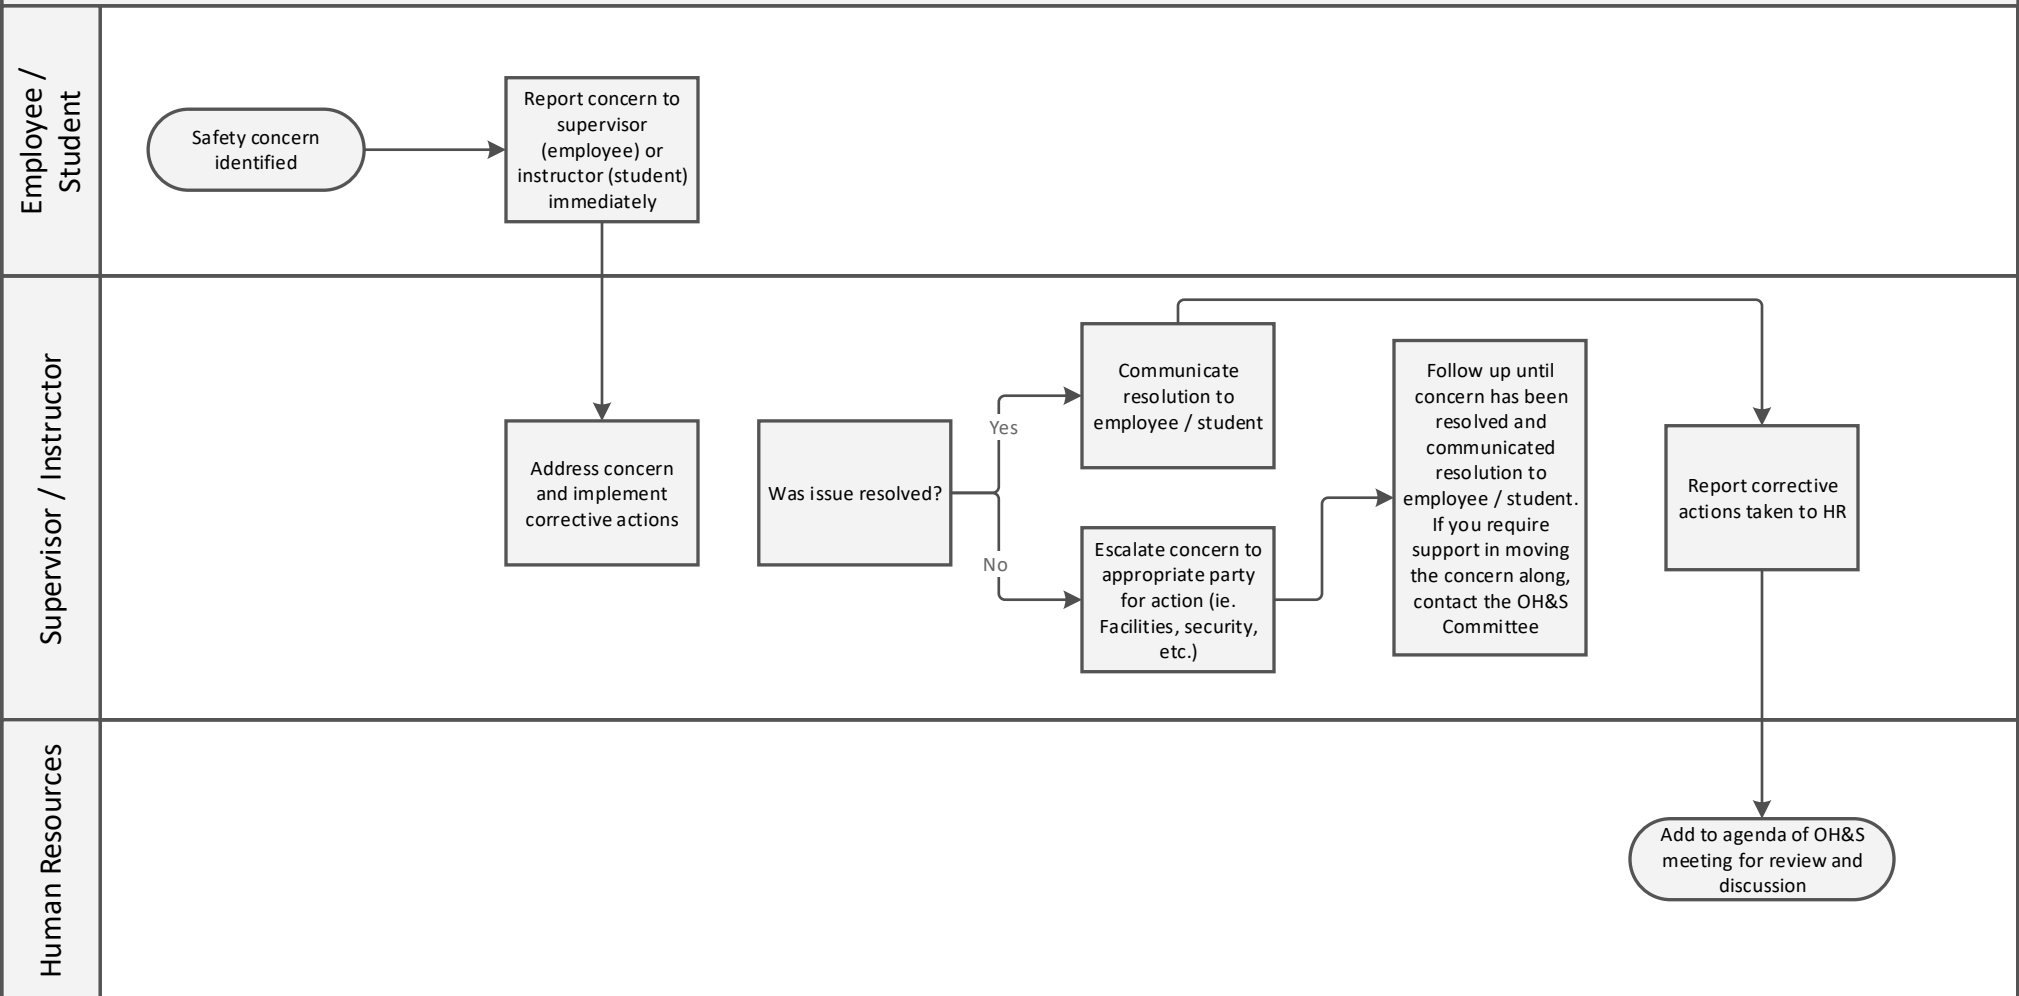 Employee /
Student
Safety concern
identified
Report concern to
supervisor
(employee) or
instructor (student)
immediately
Supervisor / Instructor
Address concern
and implement
corrective actions
Was issue resolved?
Yes
No
Communicate
resolution to
employee / student
Escalate concern to
appropriate party
for action (ie.
Facilities, security,
etc.)
Follow up until
concern has been
resolved and
communicated
resolution to
employee / student.
If you require
support in moving
the concern along,
contact the OH&S
Committee
Report corrective
actions taken to HR
Human Resources
Add to agenda of OH&S
meeting for review and
discussion